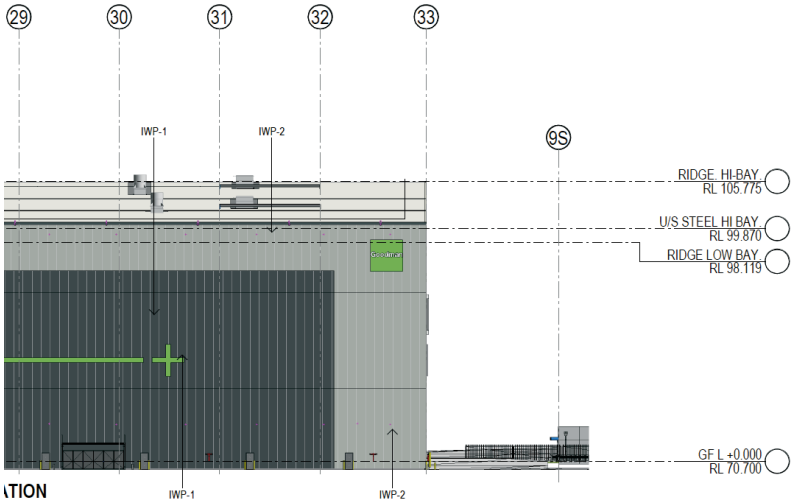 29 30 31 32 33
IWP-1 IWP-2
9S
RIDGE. HI-BAY.
RL 105.775
U/S STEEL HI BAY.
RL 99.870
RIDGE LOW BAY.
RL 98.119
Goodman
GF L +0.000
RL 70.700
ATION
IWP-1 IWP-2